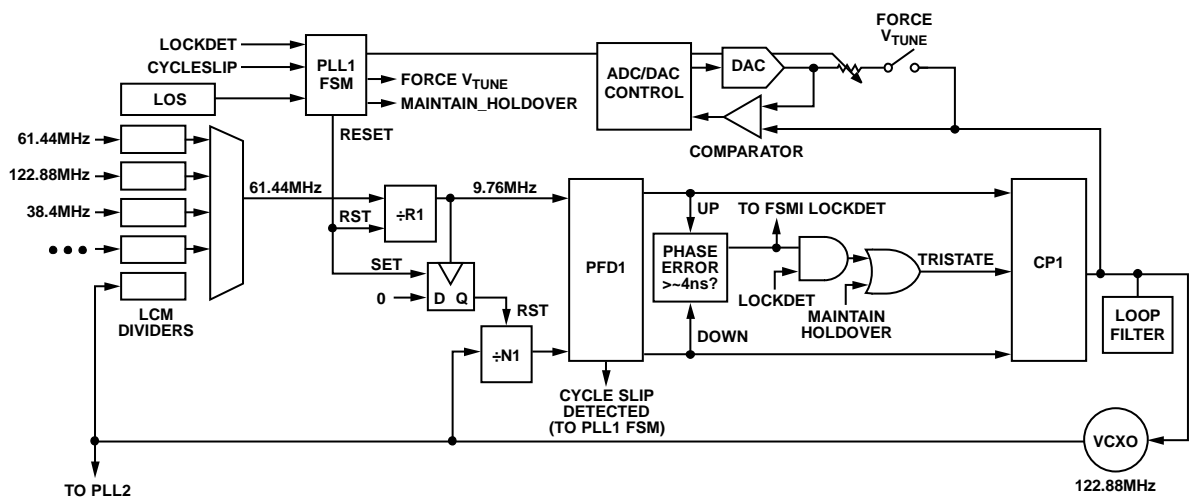 LOCKDET
CYCLESLIP
LOS
PLL1
FSM
FORCE VTUNE
MAINTAIN_HOLDOVER
RESET
ADC/DAC
CONTROL
DAC
COMPARATOR
FORCE
VTUNE
61.44MHz
122.88MHz
38.4MHz
LCM
DIVIDERS
61.44MHz
RST
÷R1
9.76MHz
SET
0
D Q
RST
÷N1
PFD1
CYCLE SLIP
DETECTED
(TO PLL1 FSM)
UP
TO FSMI LOCKDET
PHASE
ERROR
>~4ns?
DOWN
LOCKDET
MAINTAIN
HOLDOVER
TRISTATE
CP1
LOOP
FILTER
VCXO
122.88MHz
TO PLL2